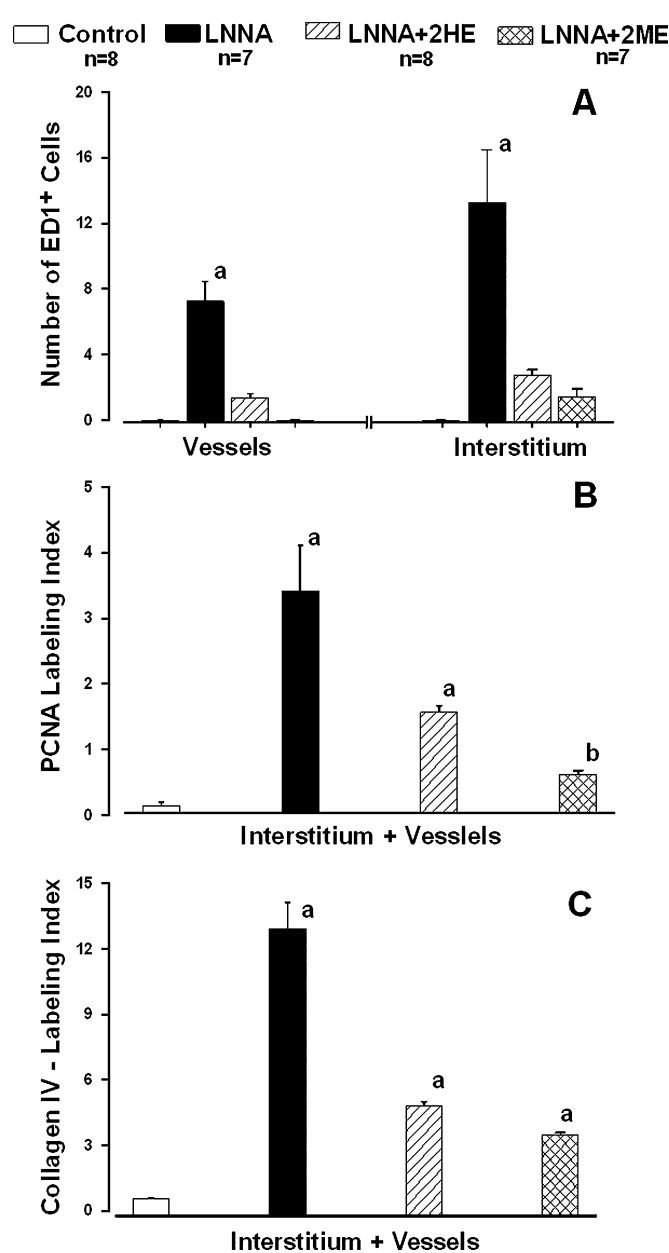 Control LNNA LNNA+2HE LNNA+2ME
n=8 n=7 n=8 n=7
A
Number of ED1+ Cells
20
16
12
8
4
0
a
a
Vessels Interstitium
B
PCNA Labeling Index
5
4
3
2
1
0
a
a
b
Interstitium + Vesslels
C
Collagen IV - Labeling Index
15
12
9
6
3
0
a
a
a
Interstitium + Vessels